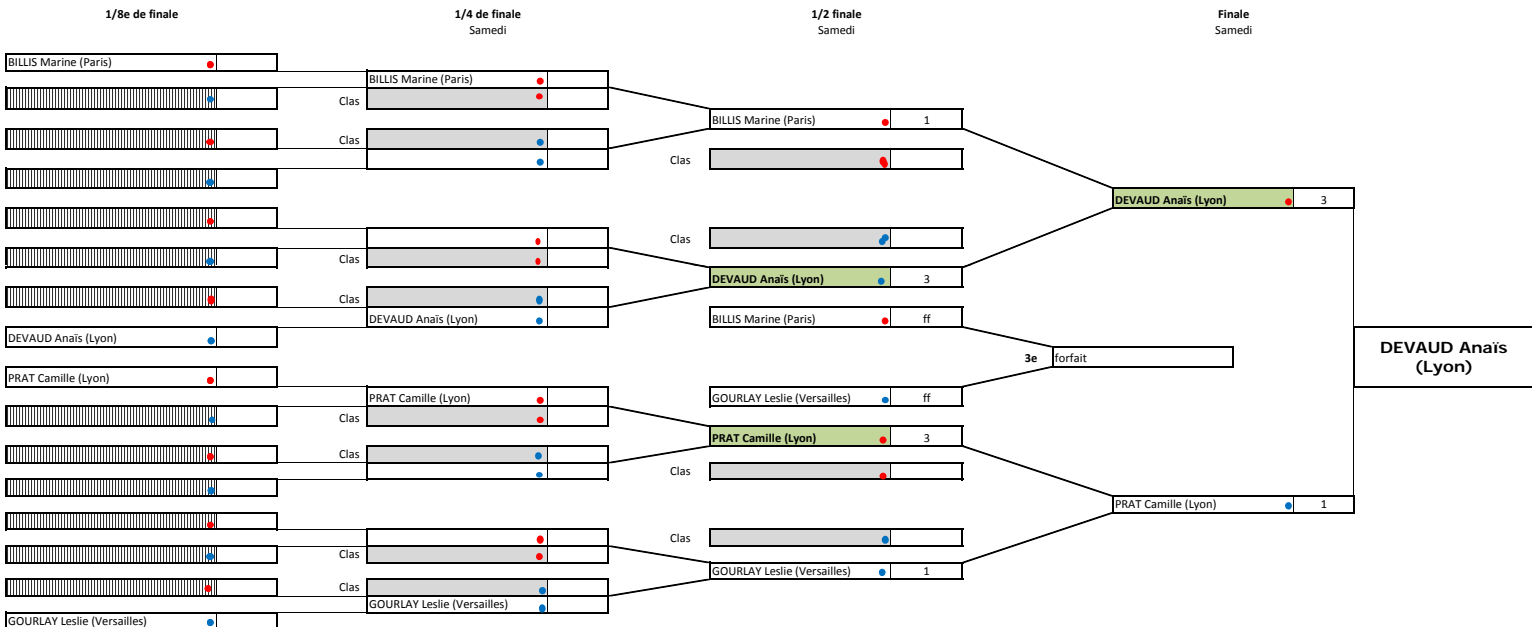 1/8e de finale
1/4 de finale
1/2 finale
Finale
Samedi
Samedi
Samedi
BILLIS Marine (Paris)
BILLIS Marine (Paris)
Clas
BILLIS Marine (Paris) 1
Clas
Clas
DEVAUD Anaïs (Lyon) 3
Clas
Clas
DEVAUD Anaïs (Lyon) 3
Clas
DEVAUD Anaïs (Lyon)
BILLIS Marine (Paris) ff
DEVAUD Anaïs (Lyon)
3e forfait
DEVAUD Anaïs
(Lyon)
PRAT Camille (Lyon)
PRAT Camille (Lyon)
GOURLAY Leslie (Versailles) ff
Clas
PRAT Camille (Lyon) 3
Clas
Clas
PRAT Camille (Lyon) 1
Clas
Clas
GOURLAY Leslie (Versailles) 1
Clas
GOURLAY Leslie (Versailles)
GOURLAY Leslie (Versailles)